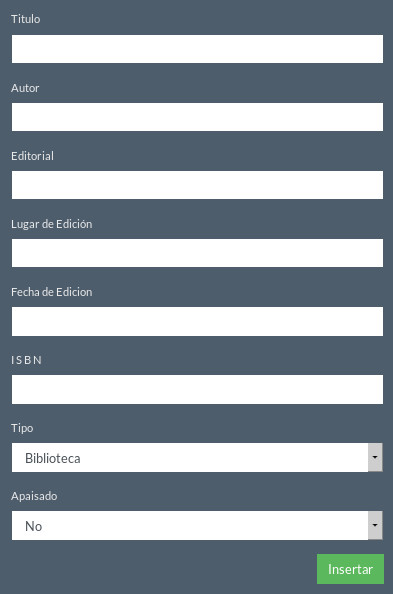 Titulo
Autor
Editorial
Lugar de Edición
Fecha de Edicion
ISBN
Tipo
Biblioteca
Apaisado
No
Insertar